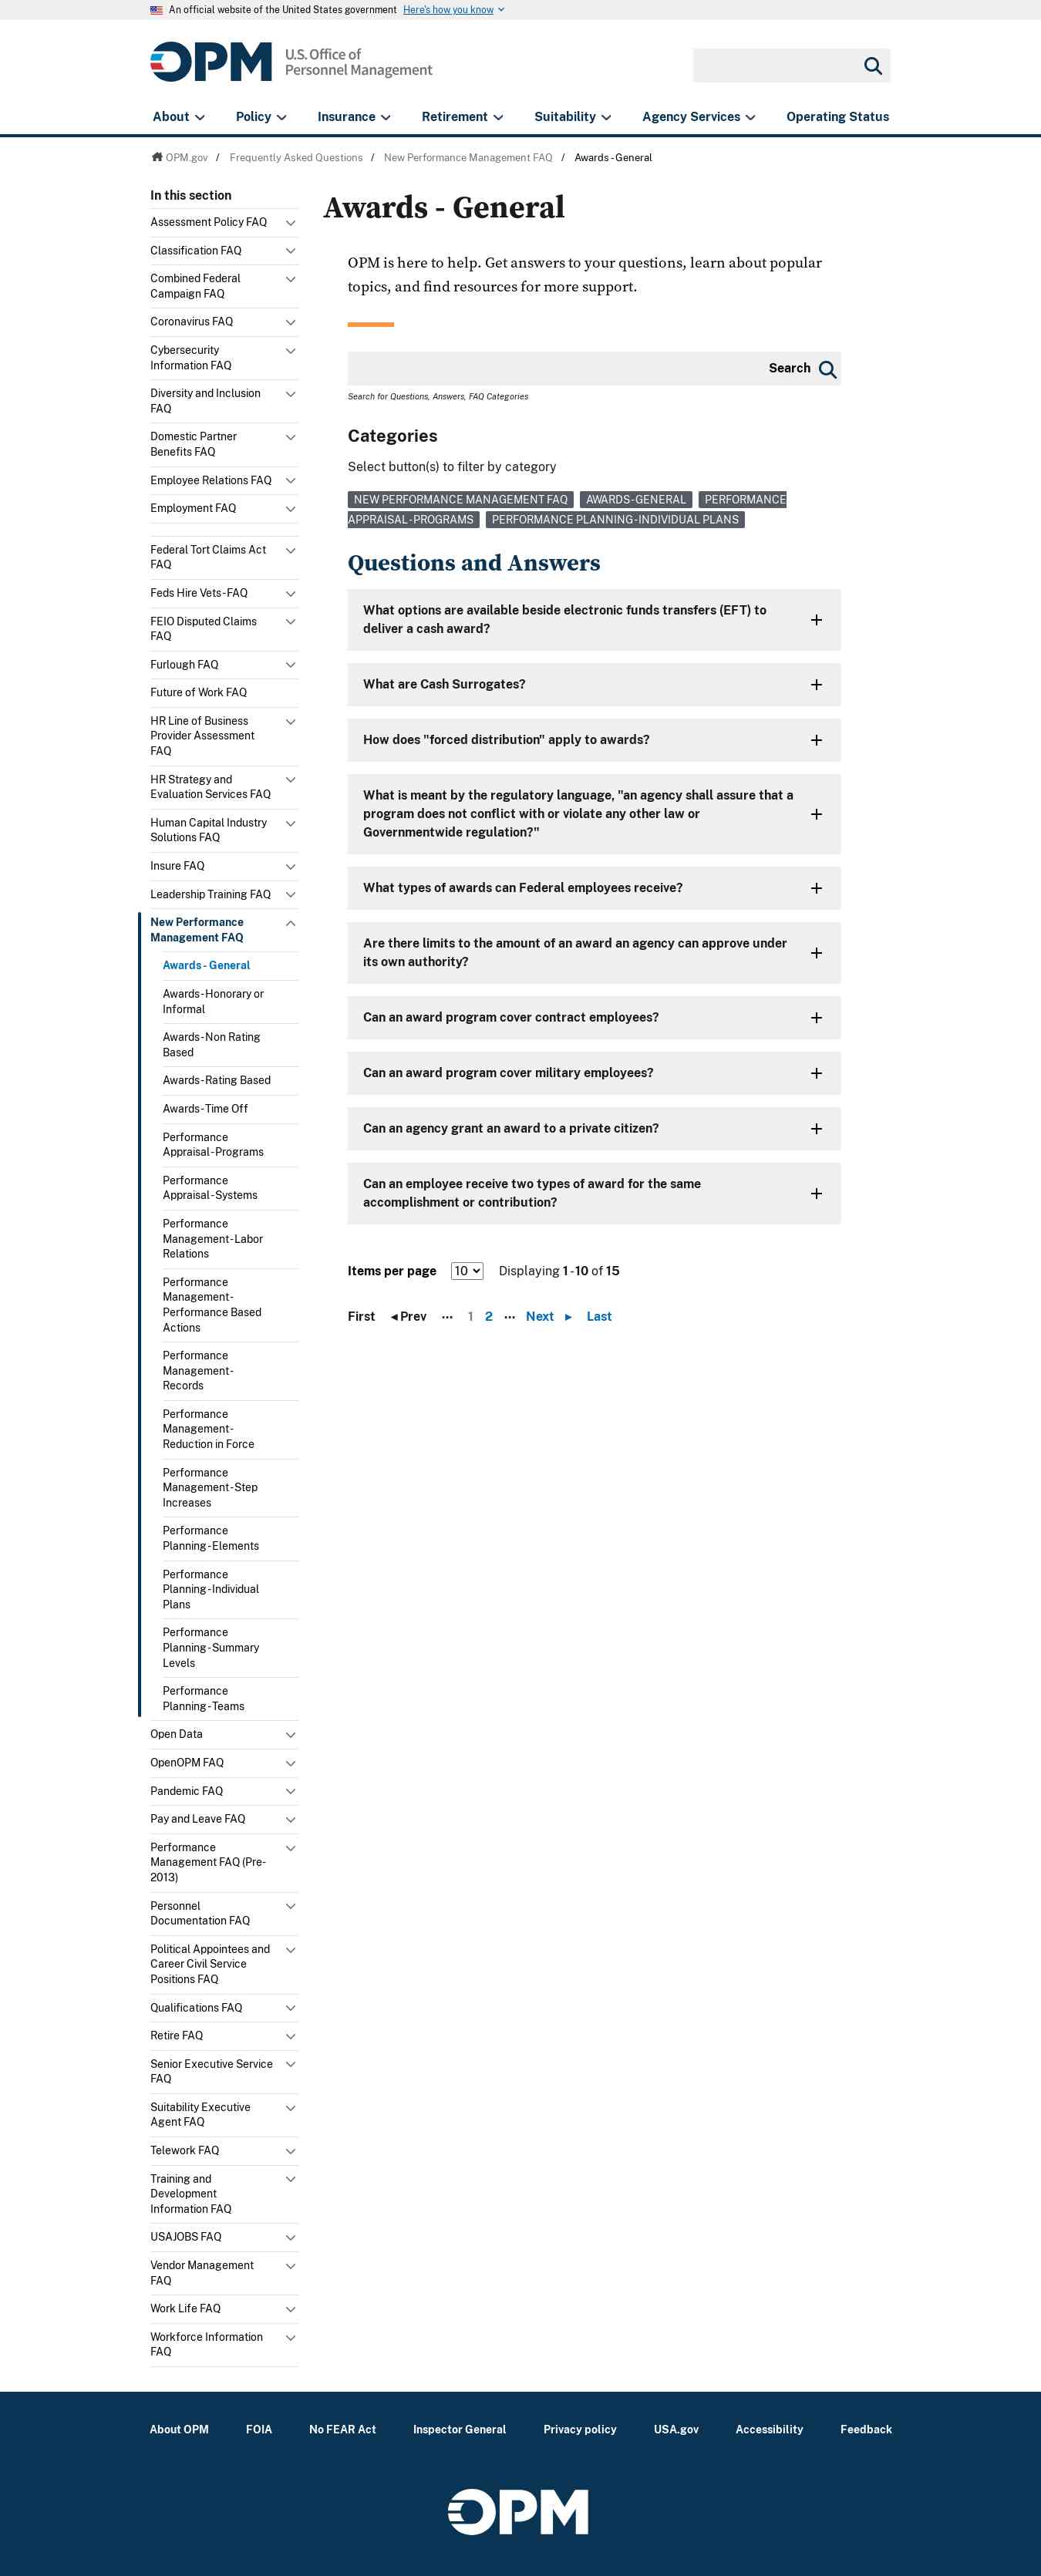 An official website of the United States government Here's how you know
OPM U.S. Office of
Personnel Management
About Policy Insurance Retirement Suitability Agency Services Operating Status
OPM.gov / Frequently Asked Questions / New Performance Management FAQ / Awards - General
In this section
Assessment Policy FAQ
Classification FAQ
Combined Federal
Campaign FAQ
Coronavirus FAQ
Cybersecurity
Information FAQ
Diversity and Inclusion
FAQ
Domestic Partner
Benefits FAQ
Employee Relations FAQ
Employment FAQ
Federal Tort Claims Act
FAQ
Feds Hire Vets - FAQ
FEIO Disputed Claims
FAQ
Furlough FAQ
Future of Work FAQ
HR Line of Business
Provider Assessment
FAQ
HR Strategy and
Evaluation Services FAQ
Human Capital Industry
Solutions FAQ
Insure FAQ
Leadership Training FAQ
New Performance
Management FAQ
Awards - General
Awards - Honorary or
Informal
Awards - Non Rating
Based
Awards - Rating Based
Awards - Time Off
Performance
Appraisal - Programs
Performance
Appraisal - Systems
Performance
Management - Labor
Relations
Performance
Management -
Performance Based
Actions
Performance
Management -
Records
Performance
Management -
Reduction in Force
Performance
Management - Step
Increases
Performance
Planning - Elements
Performance
Planning - Individual
Plans
Performance
Planning - Summary
Levels
Performance
Planning - Teams
Open Data
OpenOPM FAQ
Pandemic FAQ
Pay and Leave FAQ
Performance
Management FAQ (Pre-
2013)
Personnel
Documentation FAQ
Political Appointees and
Career Civil Service
Positions FAQ
Qualifications FAQ
Retire FAQ
Senior Executive Service
FAQ
Suitability Executive
Agent FAQ
Telework FAQ
Training and
Development
Information FAQ
USAJOBS FAQ
Vendor Management
FAQ
Work Life FAQ
Workforce Information
FAQ
Awards - General
OPM is here to help. Get answers to your questions, learn about popular
topics, and find resources for more support.
Search
Search for Questions, Answers, FAQ Categories
Categories
Select button(s) to filter by category
NEW PERFORMANCE MANAGEMENT FAQ AWARDS - GENERAL PERFORMANCE
APPRAISAL - PROGRAMS PERFORMANCE PLANNING - INDIVIDUAL PLANS
Questions and Answers
What options are available beside electronic funds transfers (EFT) to
deliver a cash award?
What are Cash Surrogates?
How does "forced distribution" apply to awards?
What is meant by the regulatory language, "an agency shall assure that a
program does not conflict with or violate any other law or
Governmentwide regulation?"
What types of awards can Federal employees receive?
Are there limits to the amount of an award an agency can approve under
its own authority?
Can an award program cover contract employees?
Can an award program cover military employees?
Can an agency grant an award to a private citizen?
Can an employee receive two types of award for the same
accomplishment or contribution?
Items per page 10 Displaying 1 - 10 of 15
First ◄Prev ... 1 2 ... Next ► Last
About OPM FOIA No FEAR Act Inspector General Privacy policy USA.gov Accessibility Feedback
OPM